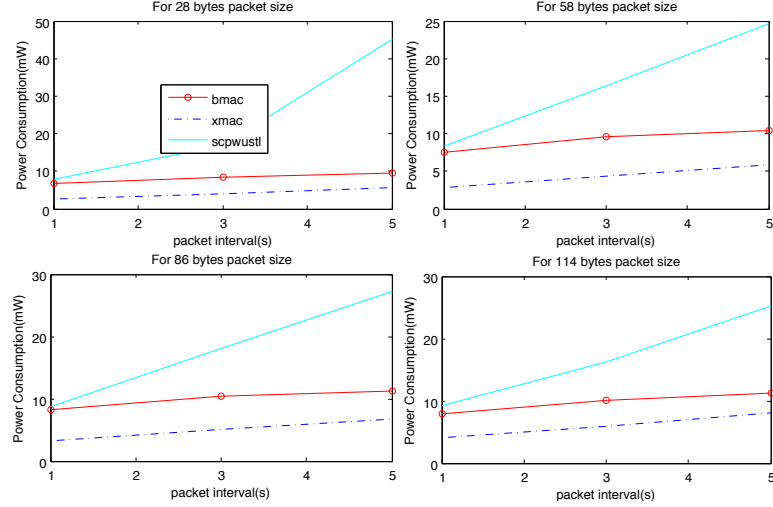 For 28 bytes packet size
50
40
30
20
10
0
Power Consumption(mW)
bmac
xmac
scpwustl
1
2
3
4
5
packet interval(s)
For 58 bytes packet size
25
20
15
10
5
0
Power Consumption(mW)
1
2
3
4
5
packet interval(s)
For 86 bytes packet size
30
20
10
0
Power Consumption(mW)
1
2
3
4
5
packet interval(s)
For 114 bytes packet size
30
20
10
0
Power Consumption(mW)
1
2
3
4
5
packet interval(s)